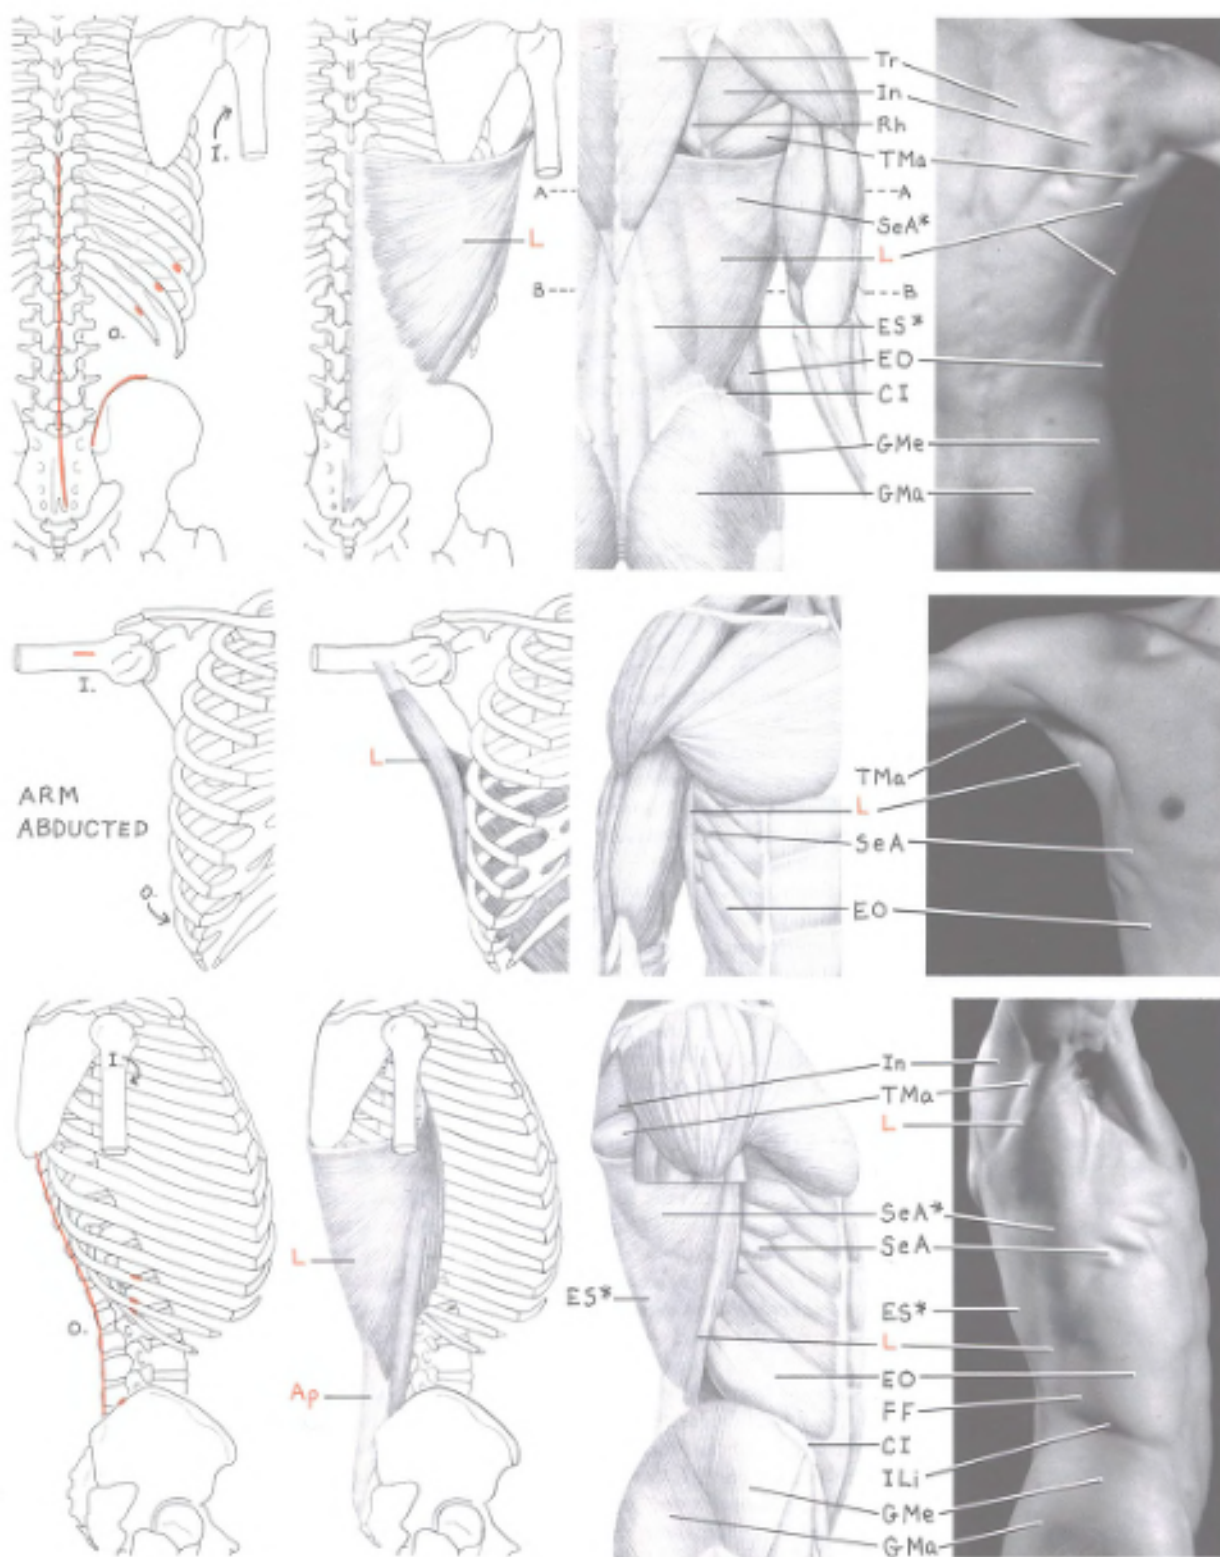 I.
O.
L
A
B
Tr
In
Rh
TMa
A
SeA*
L
B
ES*
EO
CI
GMe
GMa
I.
ARM
ABDUCTED
O.
L
TMa
L
SeA
EO
I.
O.
L
Ap
ES*
In
TMa
L
SeA*
SeA
ES*
L
EO
FF
CI
ILi
GMe
GMa